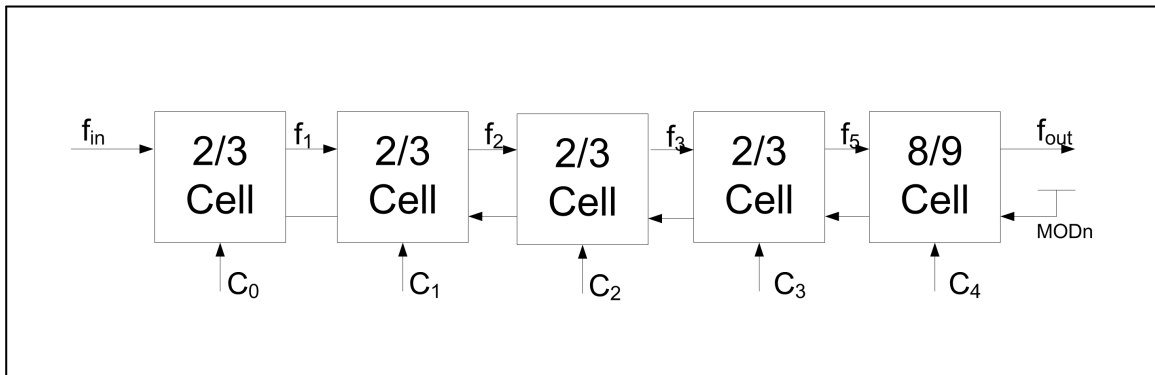 f_in
2/3 Cell
f_1
2/3 Cell
f_2
2/3 Cell
f_3
2/3 Cell
f_5
8/9 Cell
f_out
MODn
C_0
C_1
C_2
C_3
C_4